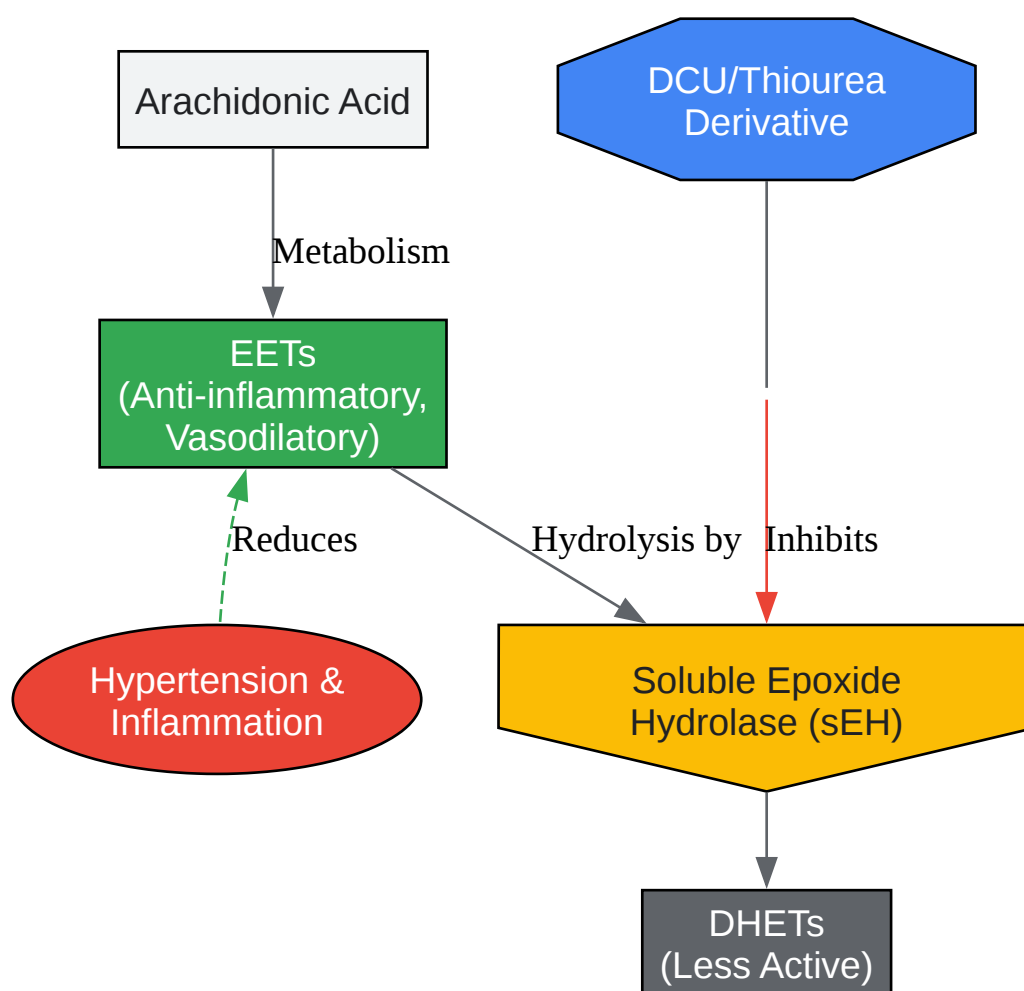 Arachidonic Acid
DCU/Thiourea
Derivative
Metabolism
EETs
(Anti-inflammatory,
Vasodilatory)
Reduces
Hydrolysis by
Inhibits
Hypertension &
Inflammation
Soluble Epoxide
Hydrolase (sEH)
DHETs
(Less Active)